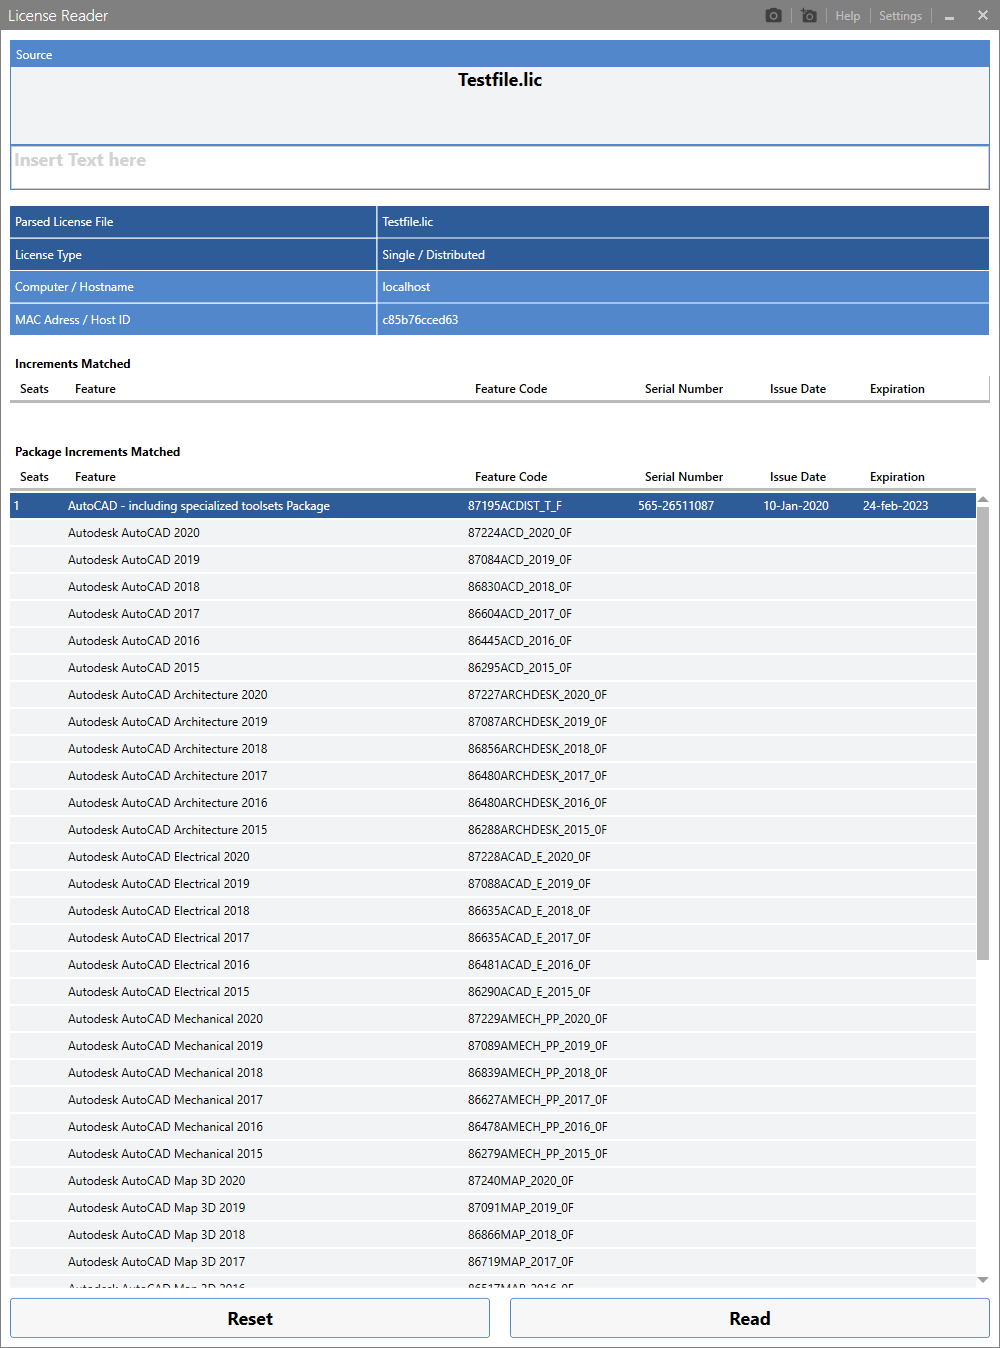 License Reader Help Settings
Source
Testfile.lic
Insert Text here
Parsed License File Testfile.lic
License Type Single / Distributed
Computer / Hostname localhost
MAC Adress / Host ID c85b76cced63
Increments Matched
Seats Feature Feature Code Serial Number Issue Date Expiration
Package Increments Matched
Seats Feature Feature Code Serial Number Issue Date Expiration
1 AutoCAD - including specialized toolsets Package 87195ACDIST_T_F 565-26511087 10-Jan-2020 24-feb-2023
Autodesk AutoCAD 2020 87224ACD_2020_0F
Autodesk AutoCAD 2019 87084ACD_2019_0F
Autodesk AutoCAD 2018 86830ACD_2018_0F
Autodesk AutoCAD 2017 86604ACD_2017_0F
Autodesk AutoCAD 2016 86445ACD_2016_0F
Autodesk AutoCAD 2015 86295ACD_2015_0F
Autodesk AutoCAD Architecture 2020 87227ARCHDESK_2020_0F
Autodesk AutoCAD Architecture 2019 87087ARCHDESK_2019_0F
Autodesk AutoCAD Architecture 2018 86856ARCHDESK_2018_0F
Autodesk AutoCAD Architecture 2017 86480ARCHDESK_2017_0F
Autodesk AutoCAD Architecture 2016 86480ARCHDESK_2016_0F
Autodesk AutoCAD Architecture 2015 86288ARCHDESK_2015_0F
Autodesk AutoCAD Electrical 2020 87228ACAD_E_2020_0F
Autodesk AutoCAD Electrical 2019 87088ACAD_E_2019_0F
Autodesk AutoCAD Electrical 2018 86635ACAD_E_2018_0F
Autodesk AutoCAD Electrical 2017 86635ACAD_E_2017_0F
Autodesk AutoCAD Electrical 2016 86481ACAD_E_2016_0F
Autodesk AutoCAD Electrical 2015 86290ACAD_E_2015_0F
Autodesk AutoCAD Mechanical 2020 87229AMECH_PP_2020_0F
Autodesk AutoCAD Mechanical 2019 87089AMECH_PP_2019_0F
Autodesk AutoCAD Mechanical 2018 86839AMECH_PP_2018_0F
Autodesk AutoCAD Mechanical 2017 86627AMECH_PP_2017_0F
Autodesk AutoCAD Mechanical 2016 86478AMECH_PP_2016_0F
Autodesk AutoCAD Mechanical 2015 86279AMECH_PP_2015_0F
Autodesk AutoCAD Map 3D 2020 87240MAP_2020_0F
Autodesk AutoCAD Map 3D 2019 87091MAP_2019_0F
Autodesk AutoCAD Map 3D 2018 86866MAP_2018_0F
Autodesk AutoCAD Map 3D 2017 86719MAP_2017_0F
Autodesk AutoCAD Map 3D 2016 86517MAP_2016_0F
Reset Read